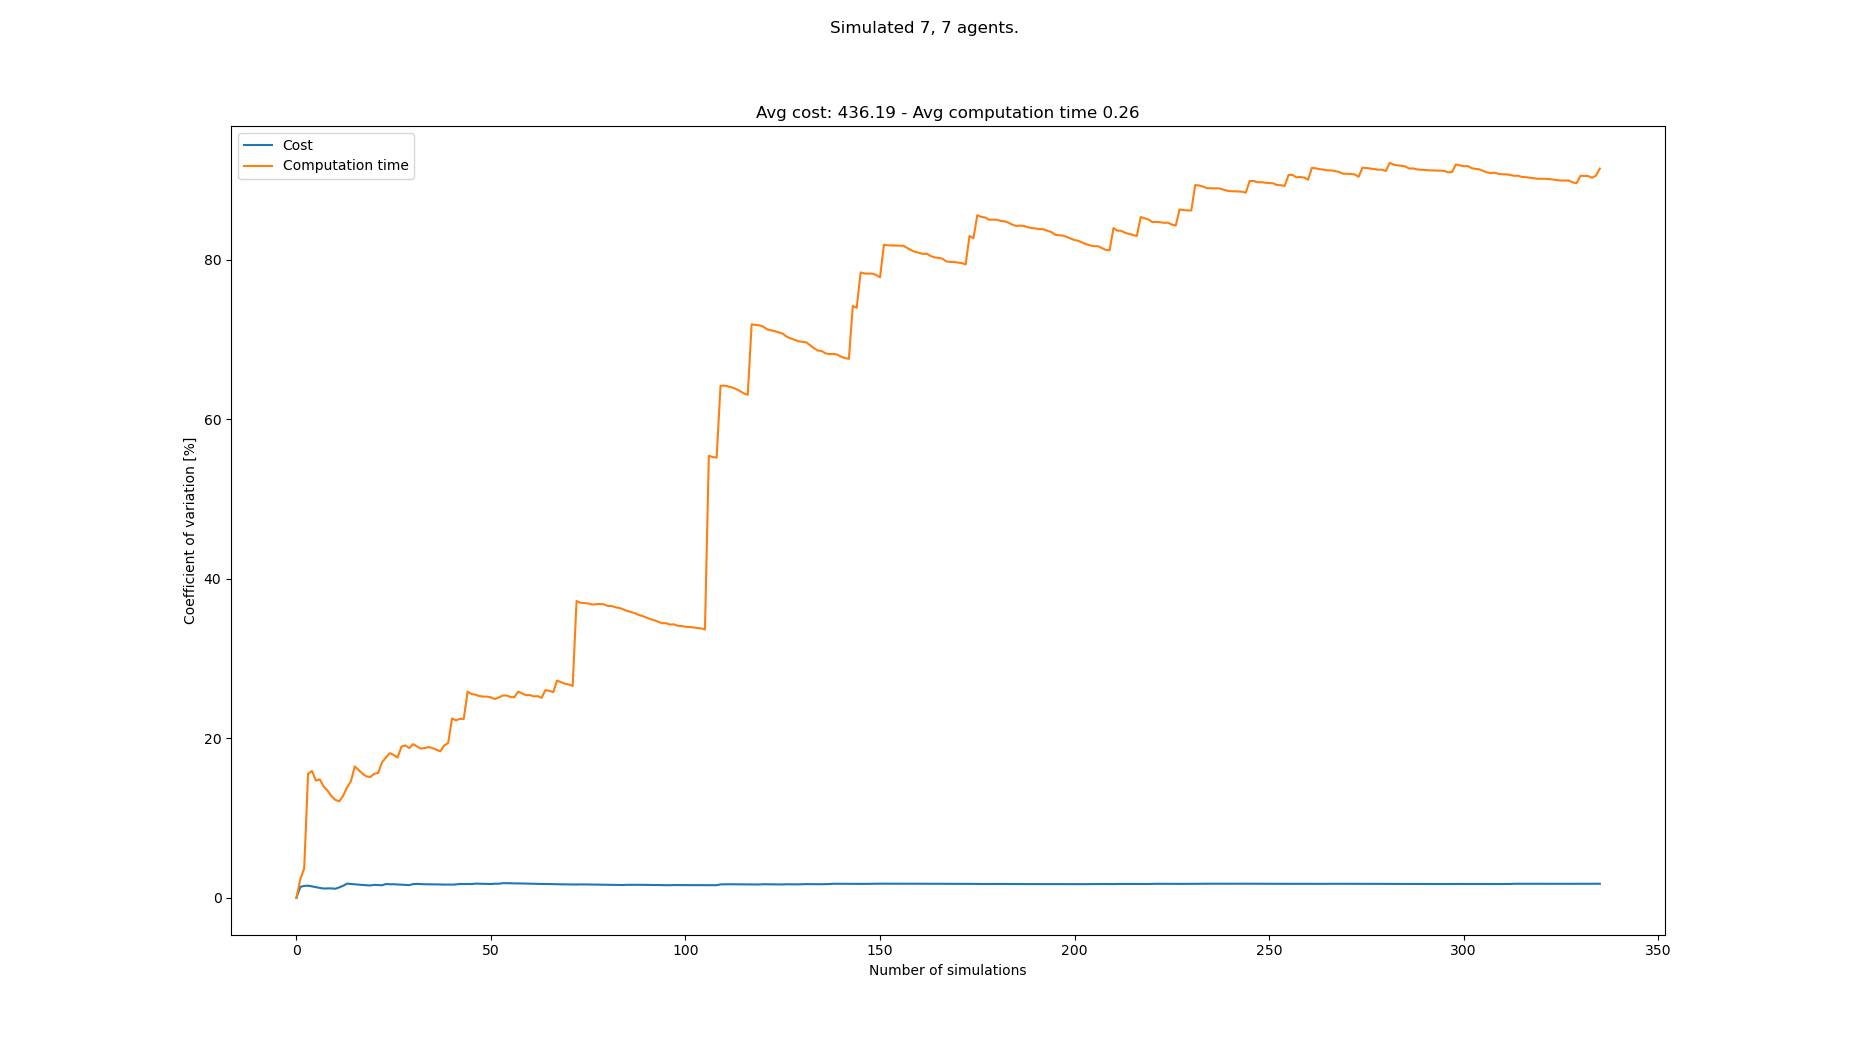 Simulated 7, 7 agents.
Avg cost: 436.19 - Avg computation time 0.26
Cost
Computation time
Coefficient of variation [%]
80
60
40
20
0
0 50 100 150 200 250 300 350
Number of simulations